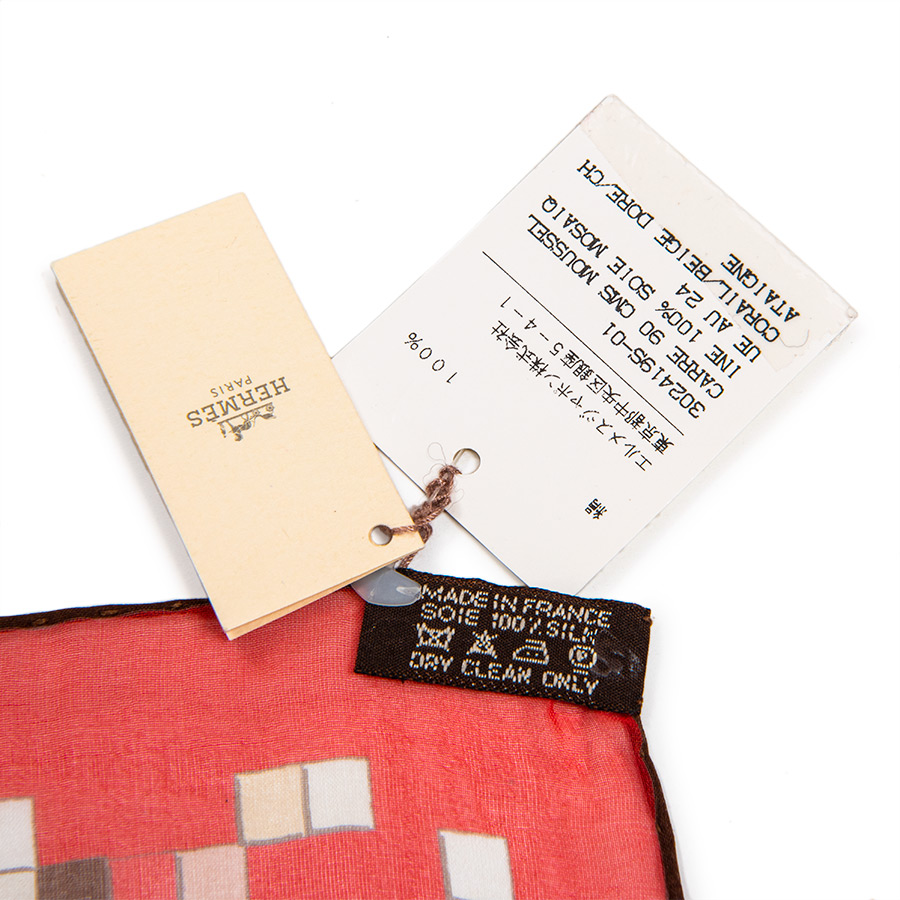 HERMÈS
PARIS
絹
100%
エルメスジャポン株式会社
東京都中央区銀座5-4-1
302419S-01
CARRE 90 CMS MOUSSEL
INE 100% SOIE MOSAIQ
UE AU 24
CORAIL/BEIGE DORE/CH
ATAIGNE
MADE IN FRANCE
SOIE 100% SILK
DRY CLEAN ONLY